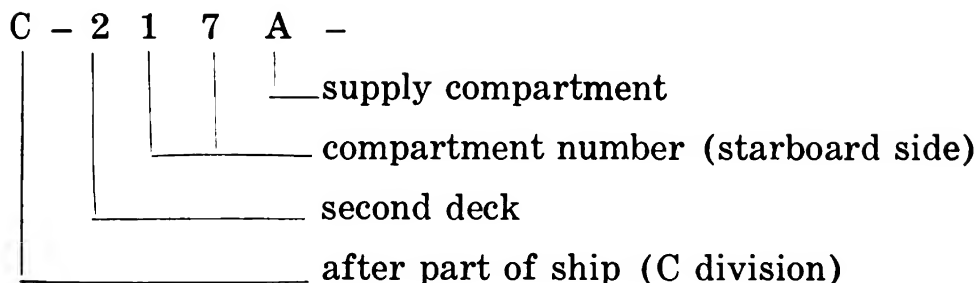 C – 2 1 7 A –
supply compartment
compartment number (starboard side)
second deck
after part of ship (C division)